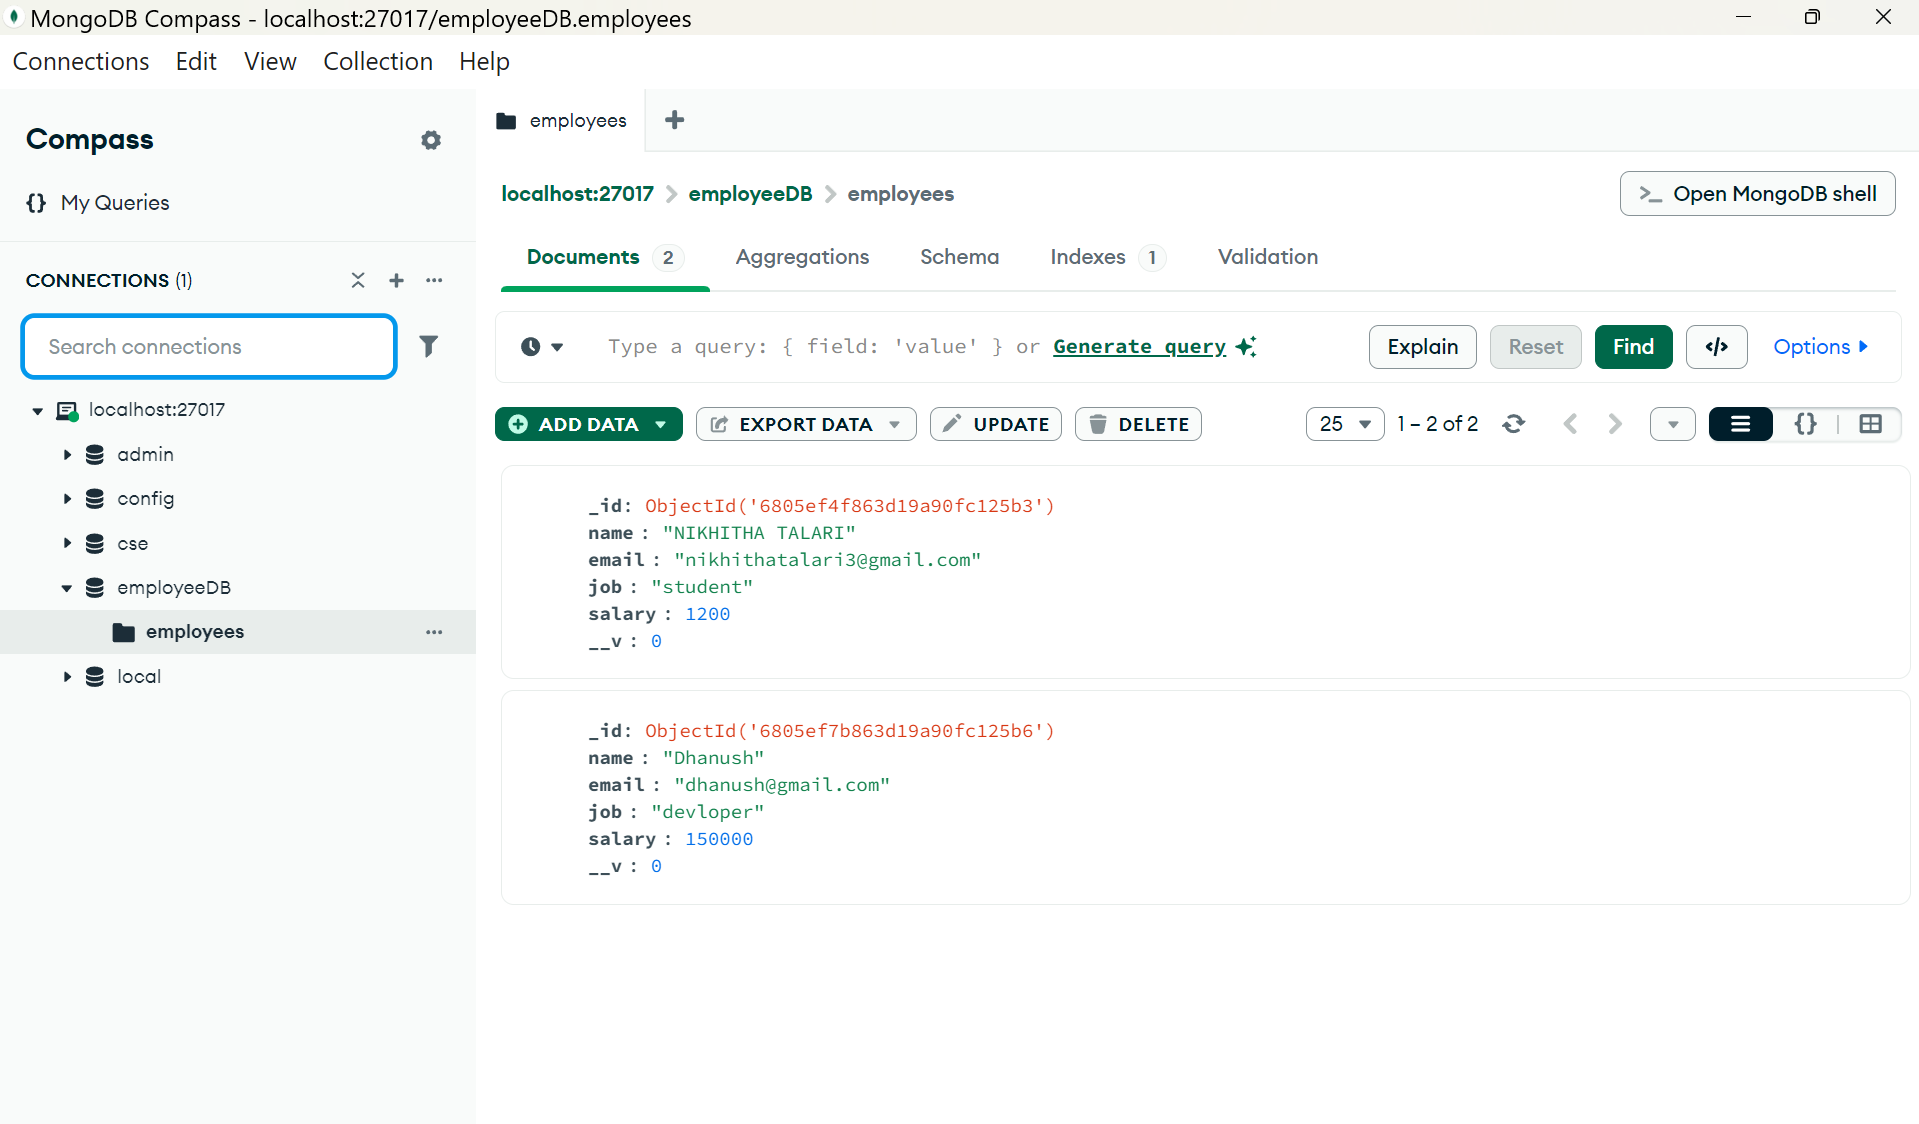 MongoDB Compass - localhost:27017/employeeDB.employees
Connections Edit View Collection Help
Compass
{} My Queries
CONNECTIONS (1)
Search connections
localhost:27017
admin
config
cse
employeeDB
employees
local
employees
localhost:27017 > employeeDB > employees
>_ Open MongoDB shell
Documents 2 Aggregations Schema Indexes 1 Validation
Type a query: { field: 'value' } or Generate query
Explain Reset Find </> Options
ADD DATA EXPORT DATA UPDATE DELETE
25 1 – 2 of 2 {}
_id: ObjectId('6805ef4f863d19a90fc125b3')
name : "NIKHITHA TALARI"
email : "nikhithatalari3@gmail.com"
job : "student"
salary : 1200
__v : 0
_id: ObjectId('6805ef7b863d19a90fc125b6')
name : "Dhanush"
email : "dhanush@gmail.com"
job : "devloper"
salary : 150000
__v : 0